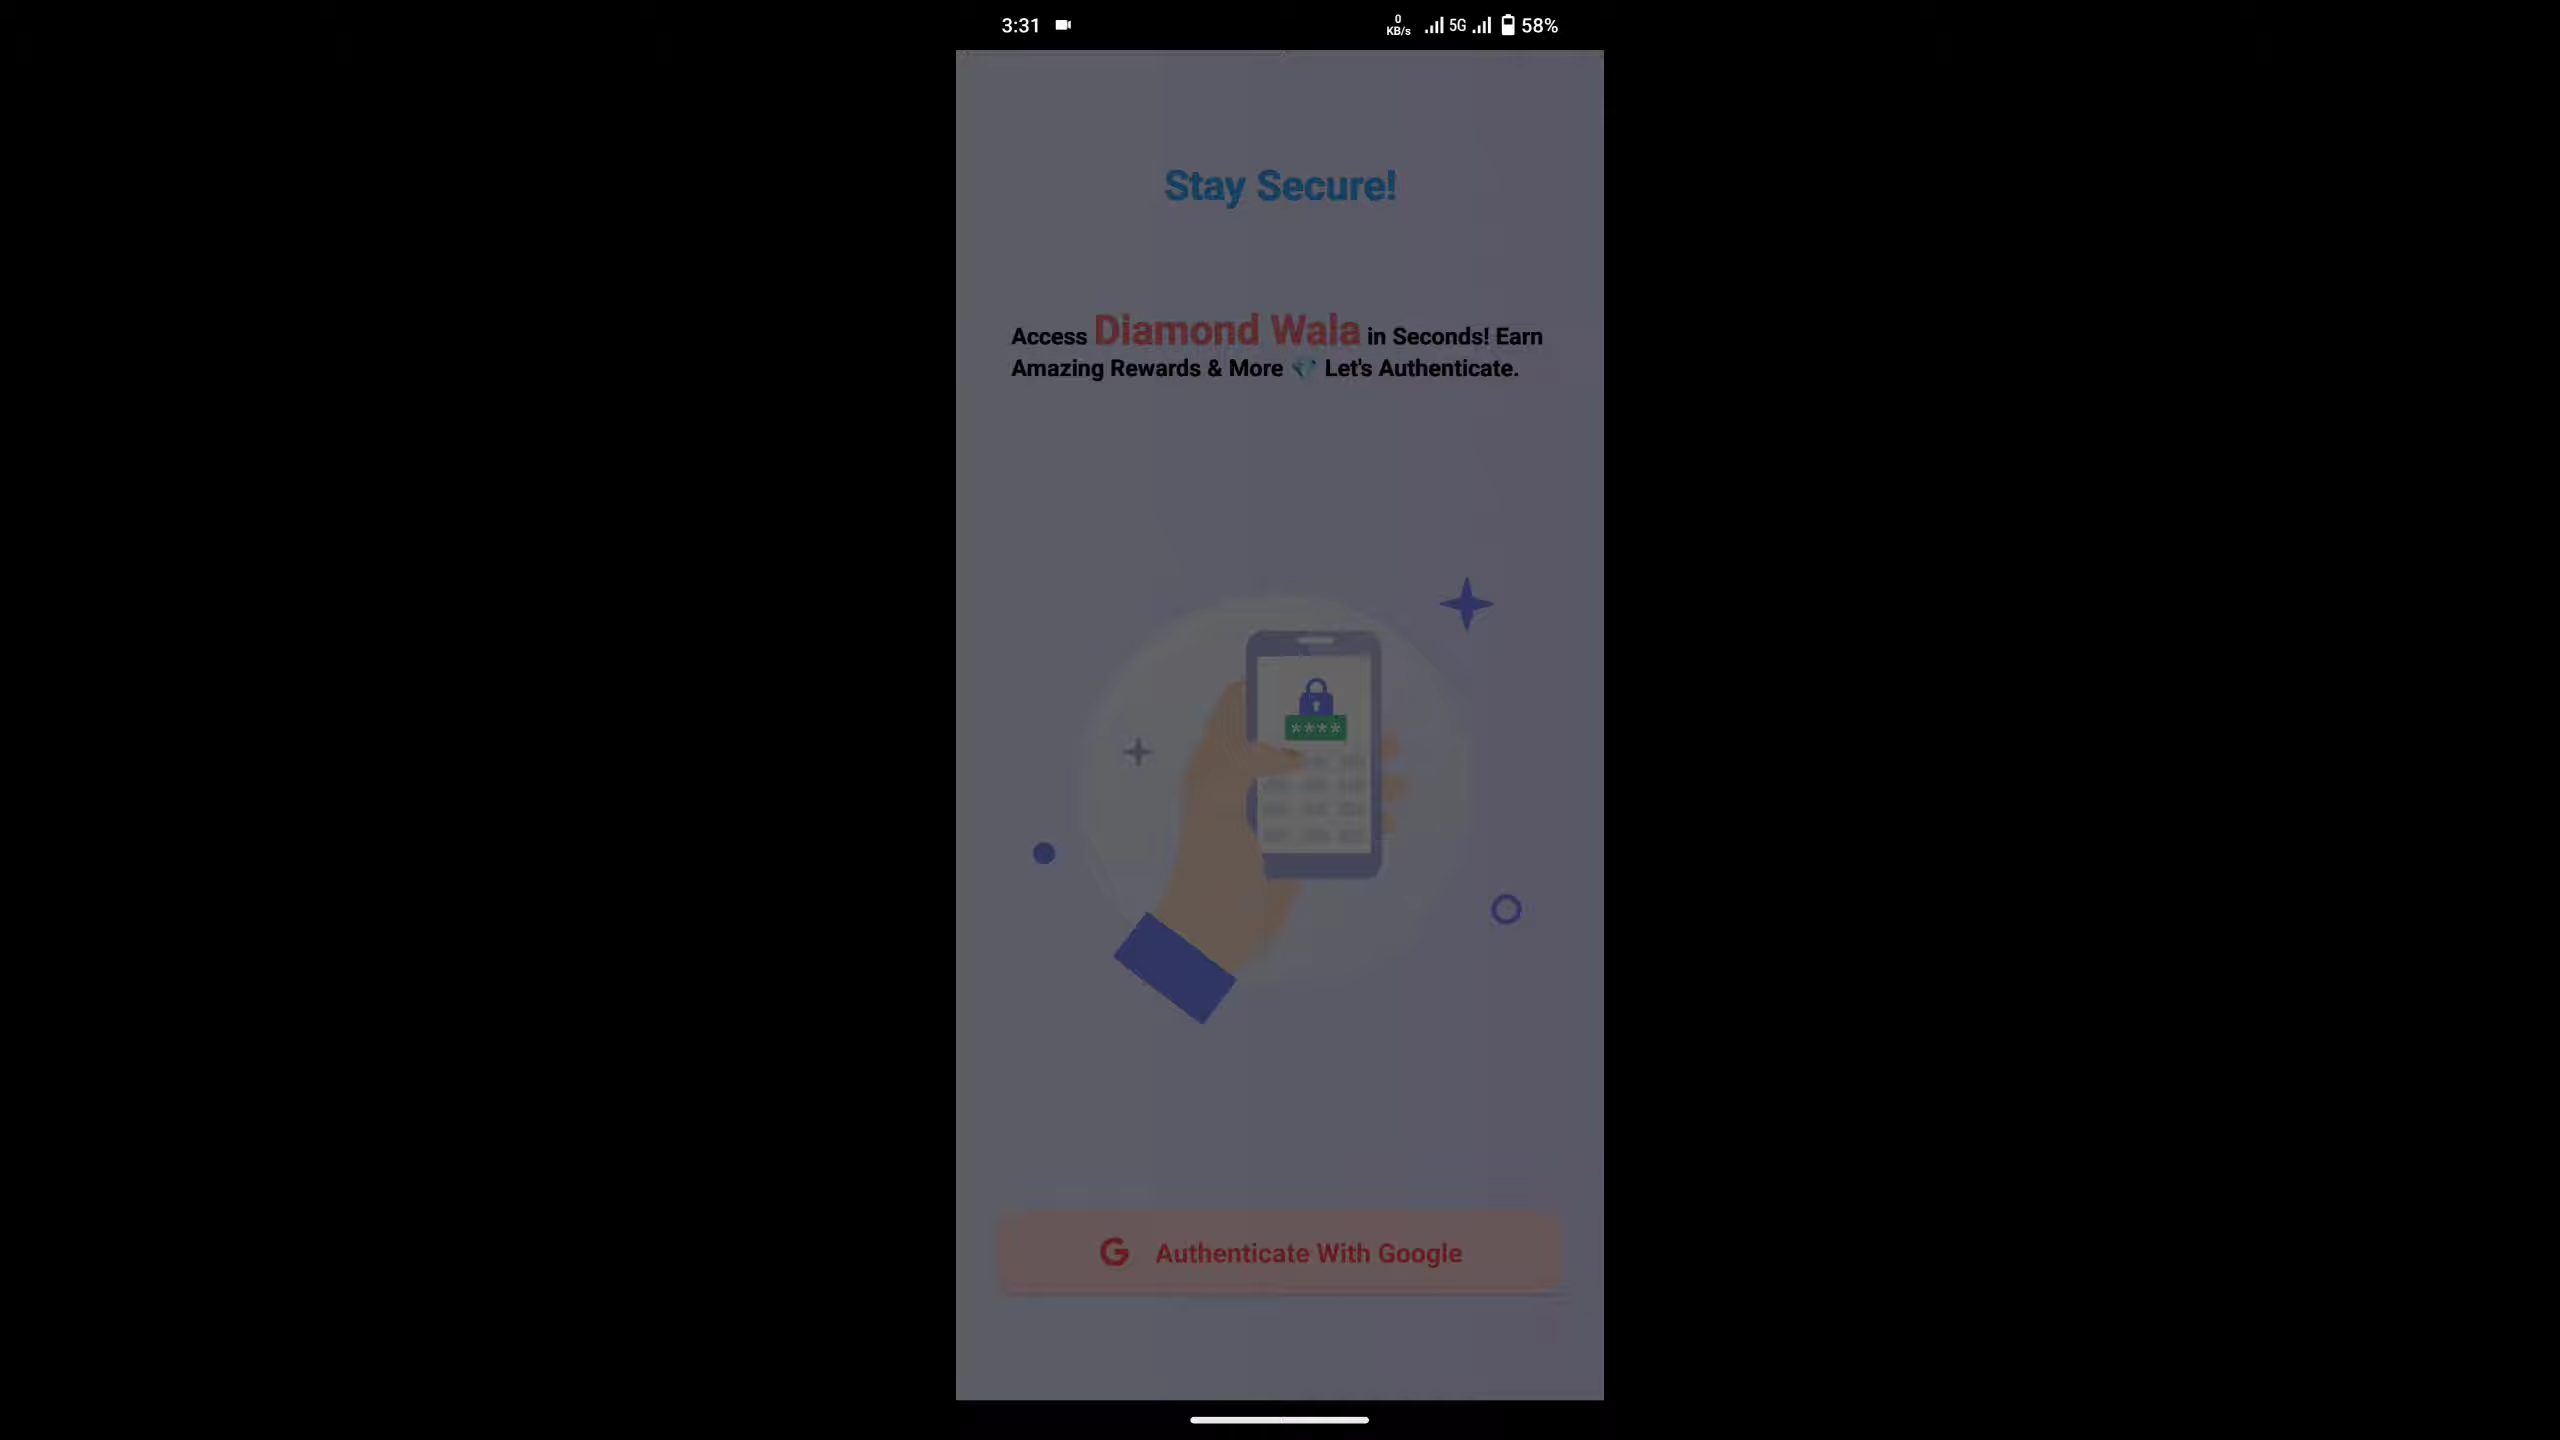 3:31 0 KB/s 5G 58%
Stay Secure!
Access Diamond Wala in Seconds! Earn
Amazing Rewards & More 💎 Let's Authenticate.
****
G Authenticate With Google